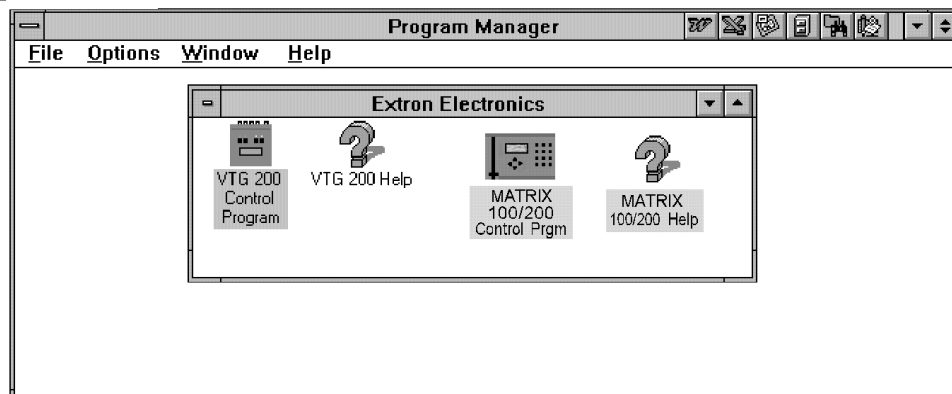 Program Manager
File Options Window Help
Extron Electronics
VTG 200
Control
Program
VTG 200 Help
MATRIX
100/200
Control Prgm
MATRIX
100/200 Help